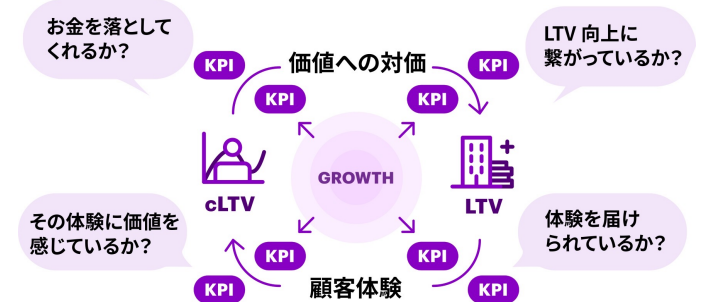 お金を落として
くれるか?
LTV 向上に
繋がっているか?
KPI
価値への対価
KPI
KPI
KPI
GROWTH
cLTV
LTV
その体験に価値を
感じているか?
体験を届け
られているか?
KPI
KPI
KPI
顧客体験
KPI